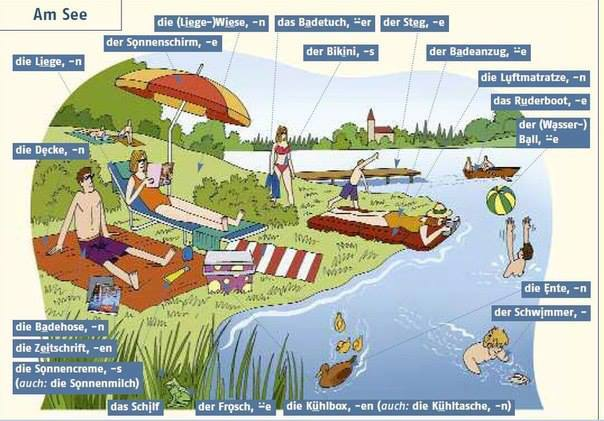 Am See
die (Liege-)Wiese, -n
das Badetuch, ⸚er
der Steg, -e
der Sonnenschirm, -e
der Bikini, -s
der Badeanzug, ⸚e
die Liege, -n
die Luftmatratze, -n
das Ruderboot, -e
der (Wasser-)
Ball, ⸚e
die Decke, -n
die Ente, -n
der Schwimmer, -
die Badehose, -n
die Zeitschrift, -en
die Sonnencreme, -s
(auch: die Sonnenmilch)
das Schilf
der Frosch, ⸚e
die Kühlbox, -en (auch: die Kühltasche, -n)